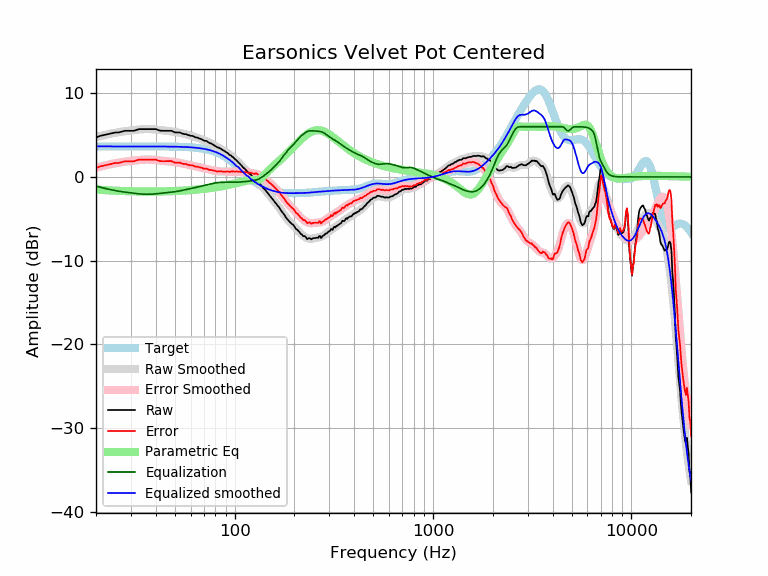 Earsonics Velvet Pot Centered
10
0
−10
−20
−30
−40
Amplitude (dBr)
Target
Raw Smoothed
Error Smoothed
Raw
Error
Parametric Eq
Equalization
Equalized smoothed
100
1000
10000
Frequency (Hz)